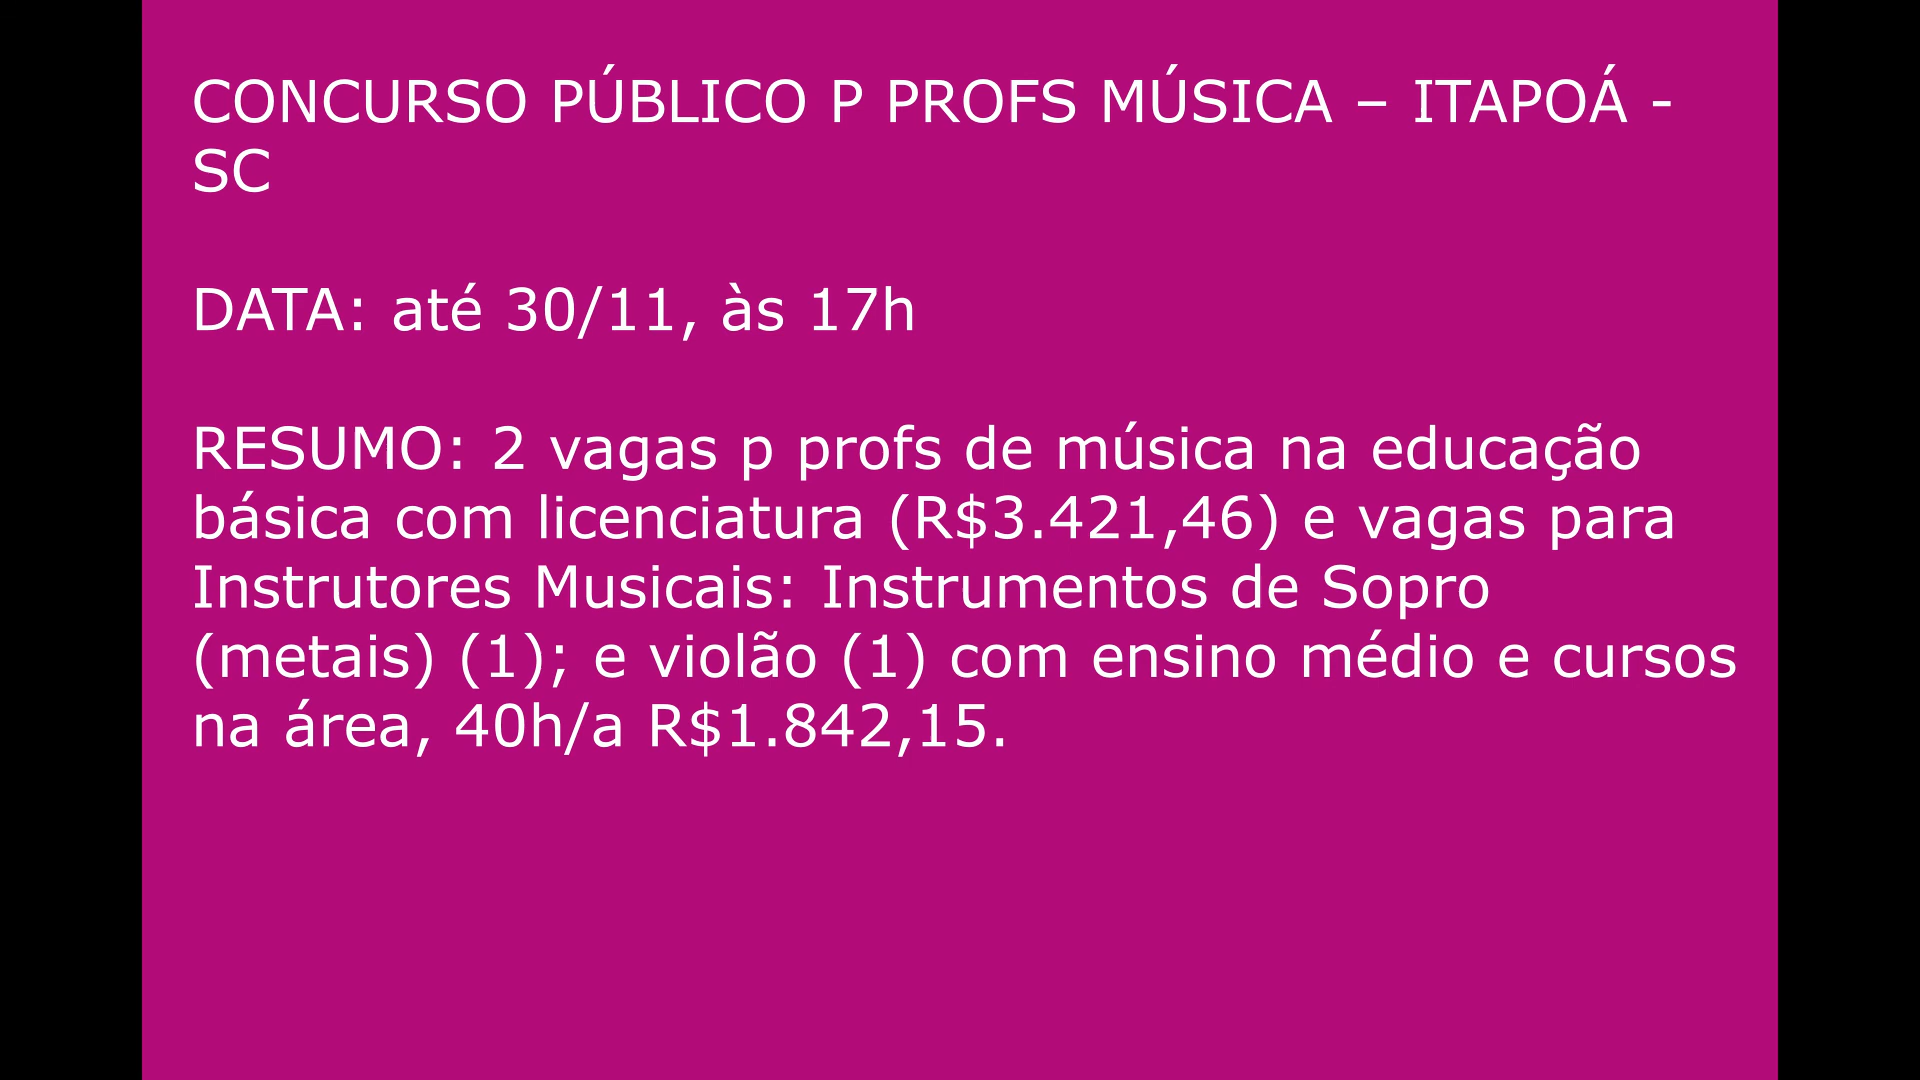 CONCURSO PÚBLICO P PROFS MÚSICA – ITAPOÁ -
SC
DATA: até 30/11, às 17h
RESUMO: 2 vagas p profs de música na educação
básica com licenciatura (R$3.421,46) e vagas para
Instrutores Musicais: Instrumentos de Sopro
(metais) (1); e violão (1) com ensino médio e cursos
na área, 40h/a R$1.842,15.